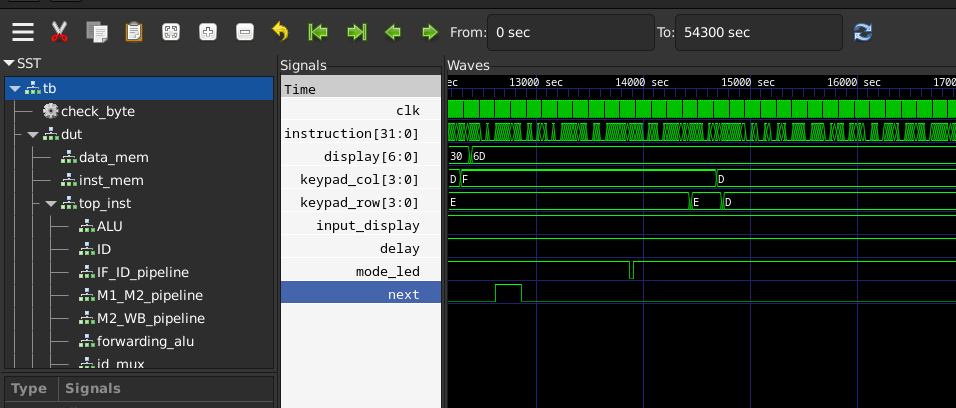 From: 0 sec To: 54300 sec
SST
tb
check_byte
dut
data_mem
inst_mem
top_inst
ALU
ID
IF_ID_pipeline
M1_M2_pipeline
M2_WB_pipeline
forwarding_alu
id_mux
Type Signals
Signals
Time
clk
instruction[31:0]
display[6:0]
keypad_col[3:0]
keypad_row[3:0]
input_display
delay
mode_led
next
Waves
ec 13000 sec 14000 sec 15000 sec 16000 sec 1700
30 6D
D F D
E E D